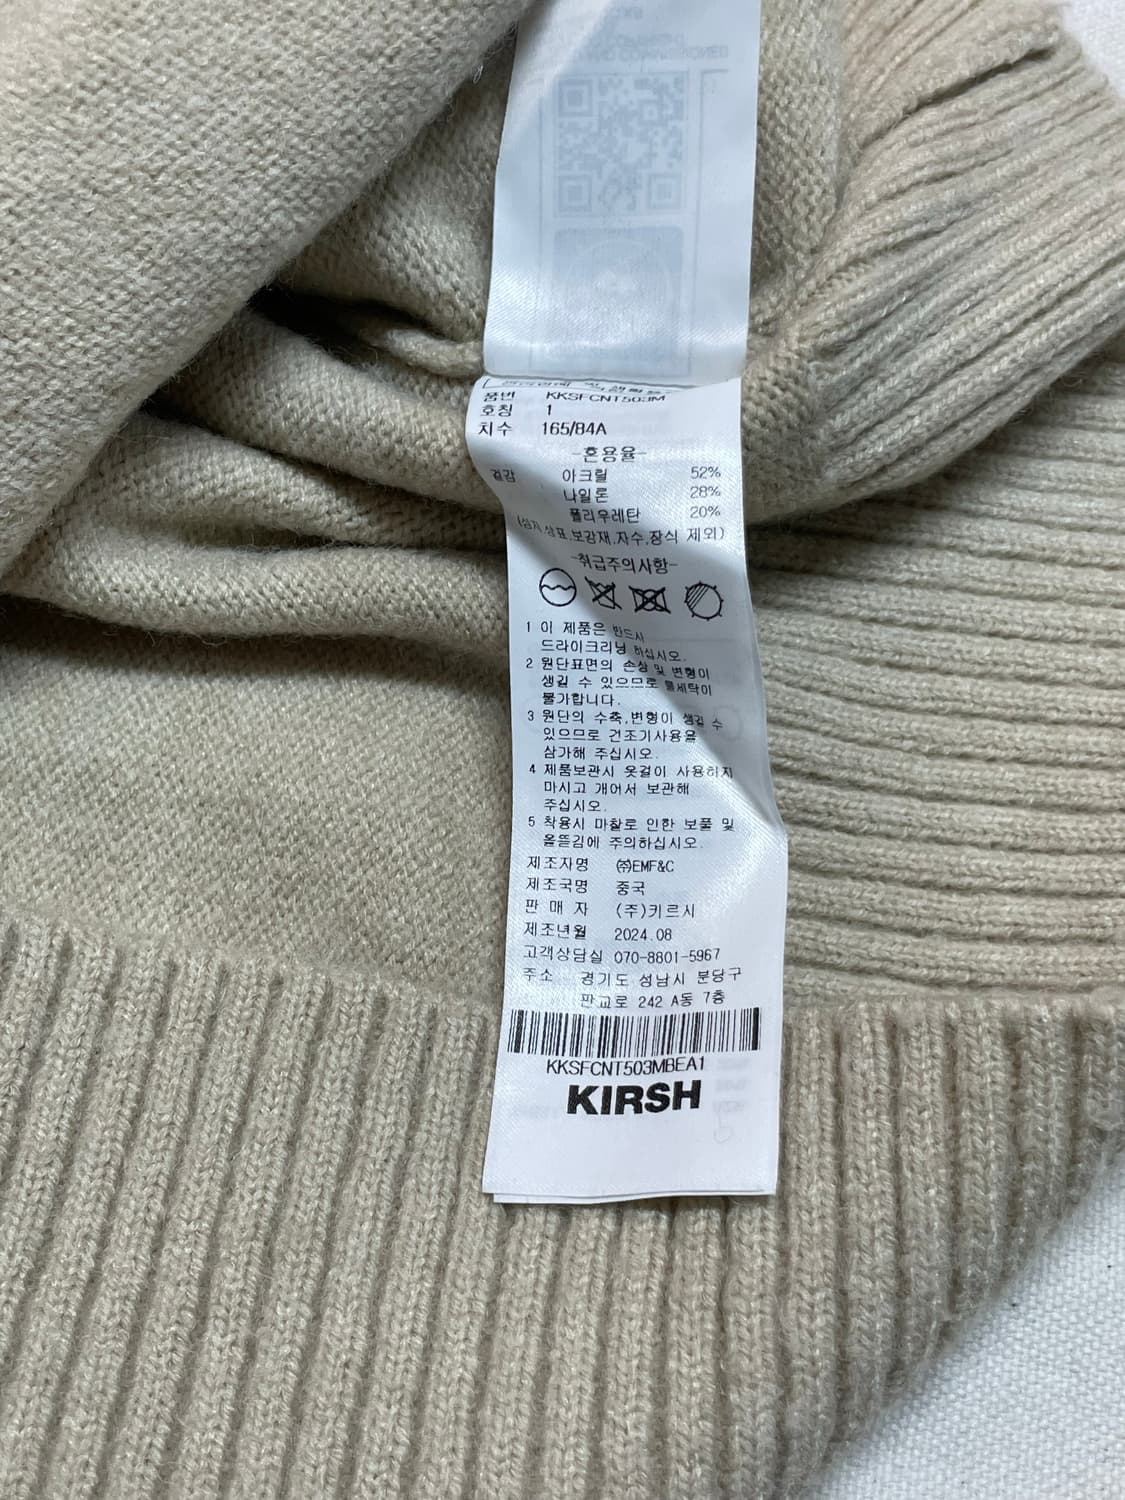 품번 KKSFCNT503M
호칭 1
치수 165/84A
-혼용율-
겉감 아크릴 52%
나일론 28%
폴리우레탄 20%
상표,보강재,자수,장식 제외)
-취급주의사항-
1 이 제품은 반드시
드라이크리닝 하십시오.
2 원단표면의 손상 및 변형이
생길 수 있으므로 물세탁이
불가합니다.
3 원단의 수축,변형이 생길 수
있으므로 건조기사용을
삼가해 주십시오.
4 제품보관시 옷걸이 사용하지
마시고 개어서 보관해
주십시오.
5 착용시 마찰로 인한 보풀 및
올뜯김에 주의하십시오.
제조자명 ㈜EMF&C
제조국명 중국
판 매 자 (주)키르시
제조년월 2024.08
고객상담실 070-8801-5967
주소 경기도 성남시 분당구
판교로 242 A동 7층
KKSFCNT503MBEA1
KIRSH